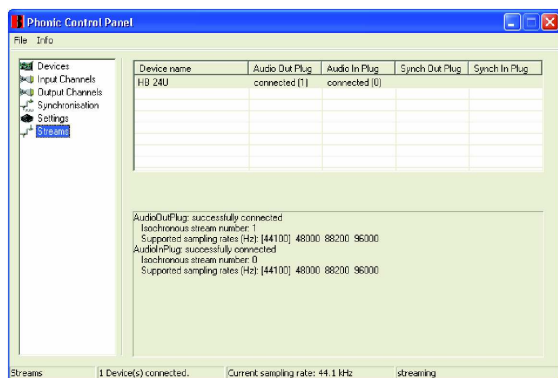 Phonic Control Panel
File Info
Devices
Input Channels
Output Channels
Synchronisation
Settings
Streams
Device name Audio Out Plug Audio In Plug Synch Out Plug Synch In Plug
HB 24U connected (1) connected (0)
AudioOutPlug: successfully connected
Isochronous stream number: 1
Supported sampling rates (Hz): [44100] 48000 88200 96000
AudioInPlug: successfully connected
Isochronous stream number: 0
Supported sampling rates (Hz): [44100] 48000 88200 96000
Streams 1 Device(s) connected. Current sampling rate: 44.1 kHz streaming